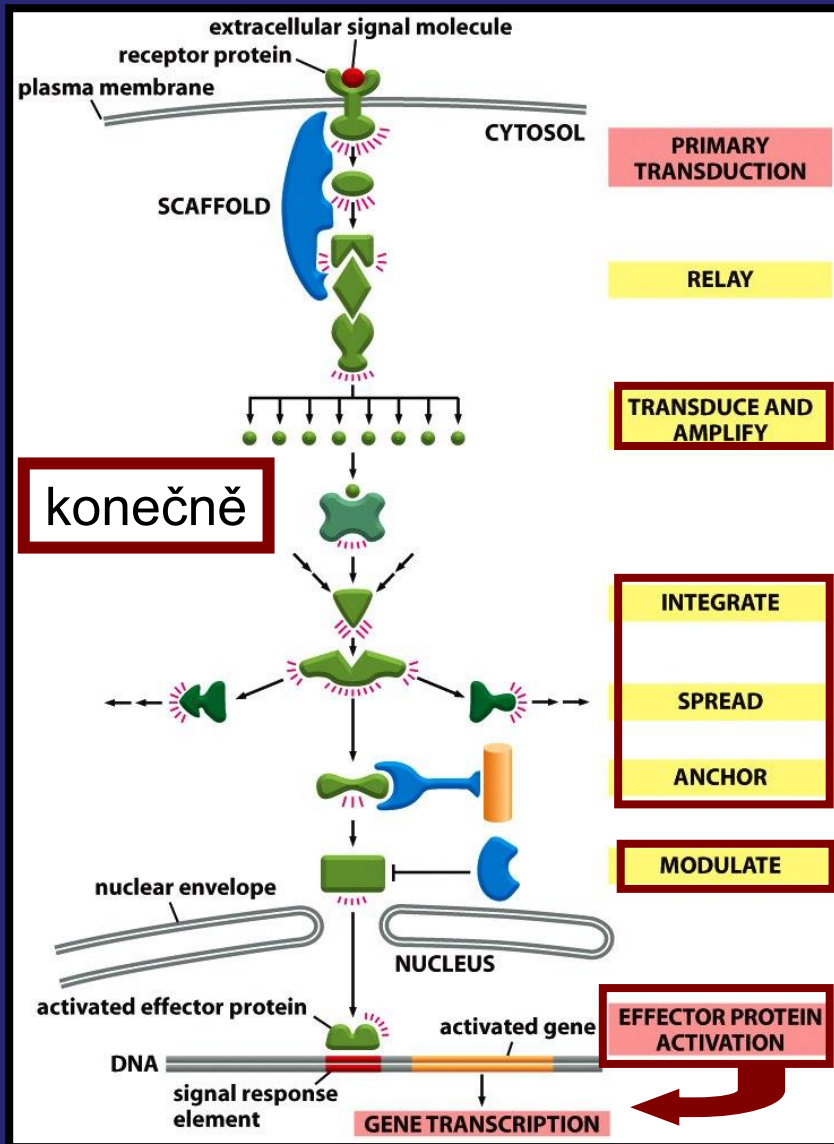 extracellular signal molecule
receptor protein
plasma membrane
CYTOSOL
PRIMARY
TRANSDUCTION
SCAFFOLD
RELAY
TRANSDUCE AND
AMPLIFY
konečně
INTEGRATE
SPREAD
ANCHOR
MODULATE
nuclear envelope
NUCLEUS
activated effector protein
activated gene
EFFECTOR PROTEIN
ACTIVATION
DNA
signal response
element
GENE TRANSCRIPTION